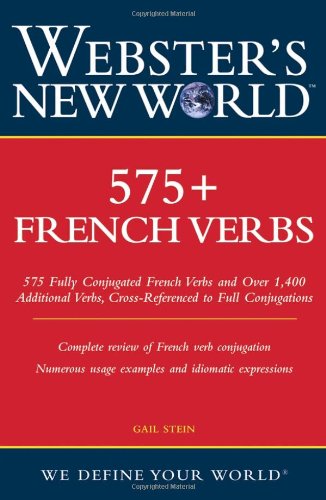 WEBSTER'S
NEW WORLD™
575+
FRENCH VERBS
575 Fully Conjugated French Verbs and Over 1,400
Additional Verbs, Cross-Referenced to Full Conjugations
Complete review of French verb conjugation
Numerous usage examples and idiomatic expressions
GAIL STEIN
WE DEFINE YOUR WORLD®